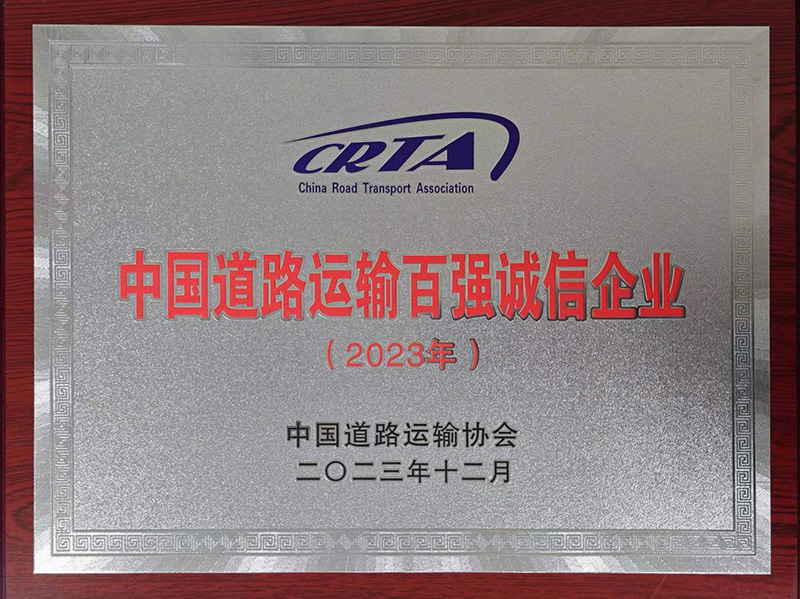 CRTA
China Road Transport Association
中国道路运输百强诚信企业
（2023年）
中国道路运输协会
二〇二三年十二月